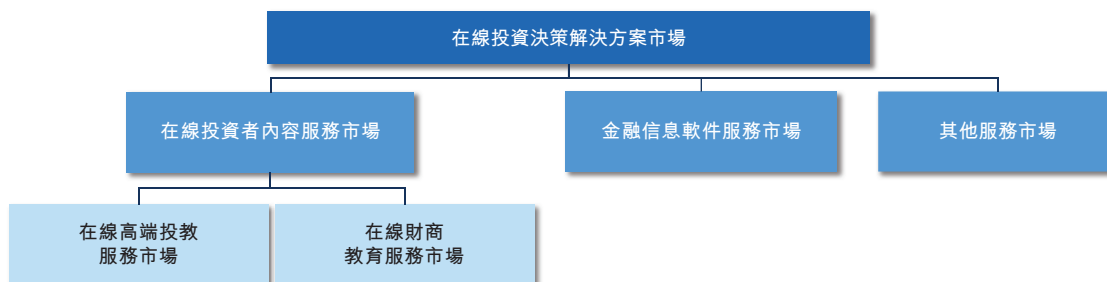 在線投資決策解決方案市場
在線投資者內容服務市場
金融信息軟件服務市場
其他服務市場
在線高端投教
服務市場
在線財商
教育服務市場